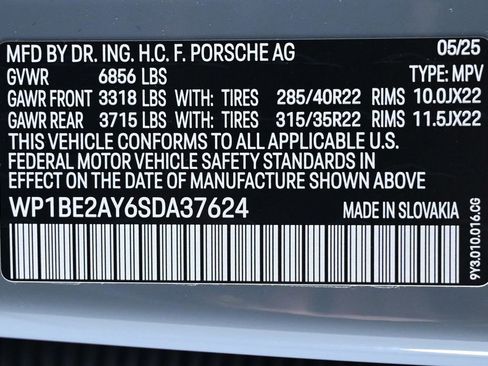 MFD BY DR. ING. H.C. F. PORSCHE AG 05/25
GVWR 6856 LBS TYPE: MPV
GAWR FRONT 3318 LBS WITH: TIRES 285/40R22 RIMS 10.0JX22
GAWR REAR 3715 LBS WITH: TIRES 315/35R22 RIMS 11.5JX22
THIS VEHICLE CONFORMS TO ALL APPLICABLE U.S.
FEDERAL MOTOR VEHICLE SAFETY STANDARDS IN
EFFECT ON THE DATE OF MANUFACTURE SHOWN ABOVE
WP1BE2AY6SDA37624 MADE IN SLOVAKIA
9Y3.010.016.CG